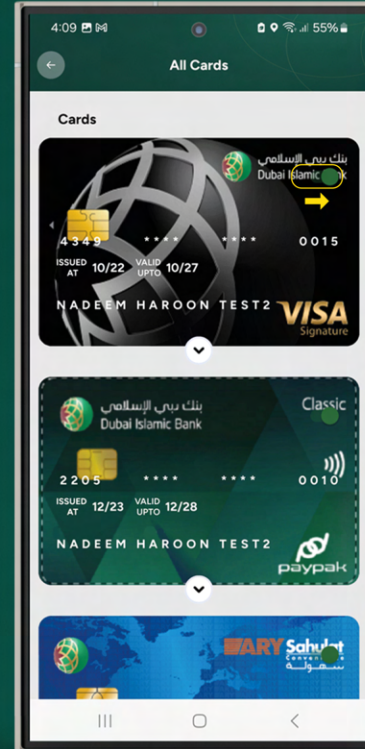 4:09 55%
All Cards
Cards
بنك دبي الإسلامي
Dubai Islamic
4349 **** **** 0015
ISSUED AT 10/22 VALID UPTO 10/27
NADEEM HAROON TEST2
VISA
Signature
بنك دبي الإسلامي
Dubai Islamic Bank
Classic
2205 **** **** 0010
ISSUED AT 12/23 VALID UPTO 12/28
NADEEM HAROON TEST2
paypak
ARY Sahulat
Convenience
سهولة